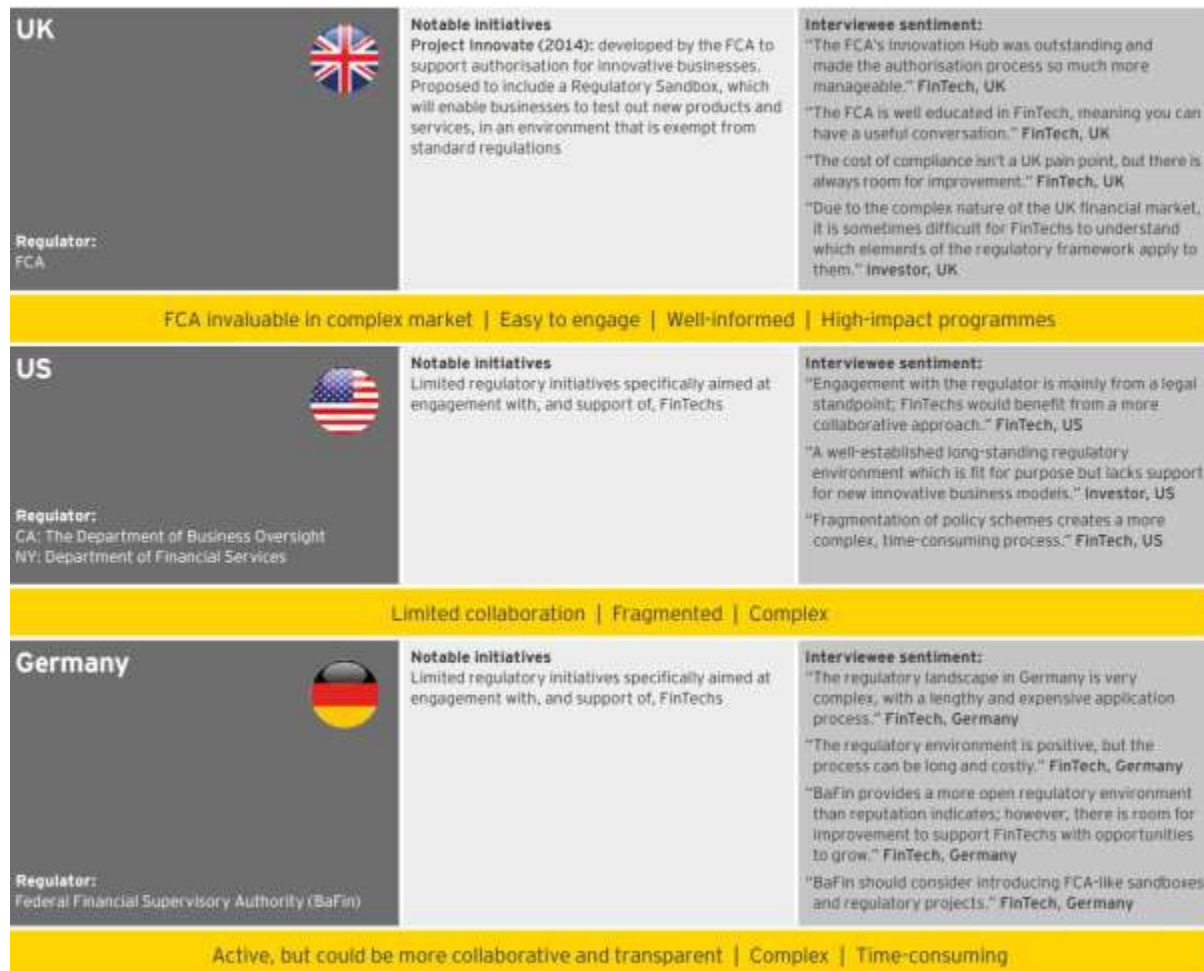 UK
Regulator:
FCA
Notable initiatives
Project Innovate (2014): developed by the FCA to
support authorisation for innovative businesses.
Proposed to include a Regulatory Sandbox, which
will enable businesses to test out new products and
services, in an environment that is exempt from
standard regulations
Interviewee sentiment:
"The FCA's Innovation Hub was outstanding and
made the authorisation process so much more
manageable." FinTech, UK
"The FCA is well educated in FinTech, meaning you can
have a useful conversation." FinTech, UK
"The cost of compliance isn't a UK pain point, but there is
always room for improvement." FinTech, UK
"Due to the complex nature of the UK financial market,
it is sometimes difficult for FinTechs to understand
which elements of the regulatory framework apply to
them." Investor, UK
FCA invaluable in complex market | Easy to engage | Well-informed | High-impact programmes
US
Regulator:
CA: The Department of Business Oversight
NY: Department of Financial Services
Notable initiatives
Limited regulatory initiatives specifically aimed at
engagement with, and support of, FinTechs
Interviewee sentiment:
"Engagement with the regulator is mainly from a legal
standpoint; FinTechs would benefit from a more
collaborative approach." FinTech, US
"A well-established long-standing regulatory
environment which is fit for purpose but lacks support
for new innovative business models." Investor, US
"Fragmentation of policy schemes creates a more
complex, time-consuming process." FinTech, US
Limited collaboration | Fragmented | Complex
Germany
Regulator:
Federal Financial Supervisory Authority (BaFin)
Notable initiatives
Limited regulatory initiatives specifically aimed at
engagement with, and support of, FinTechs
Interviewee sentiment:
"The regulatory landscape in Germany is very
complex, with a lengthy and expensive application
process." FinTech, Germany
"The regulatory environment is positive, but the
process can be long and costly." FinTech, Germany
"BaFin provides a more open regulatory environment
than reputation indicates; however, there is room for
improvement to support FinTechs with opportunities
to grow." FinTech, Germany
"BaFin should consider introducing FCA-like sandboxes
and regulatory projects." FinTech, Germany
Active, but could be more collaborative and transparent | Complex | Time-consuming